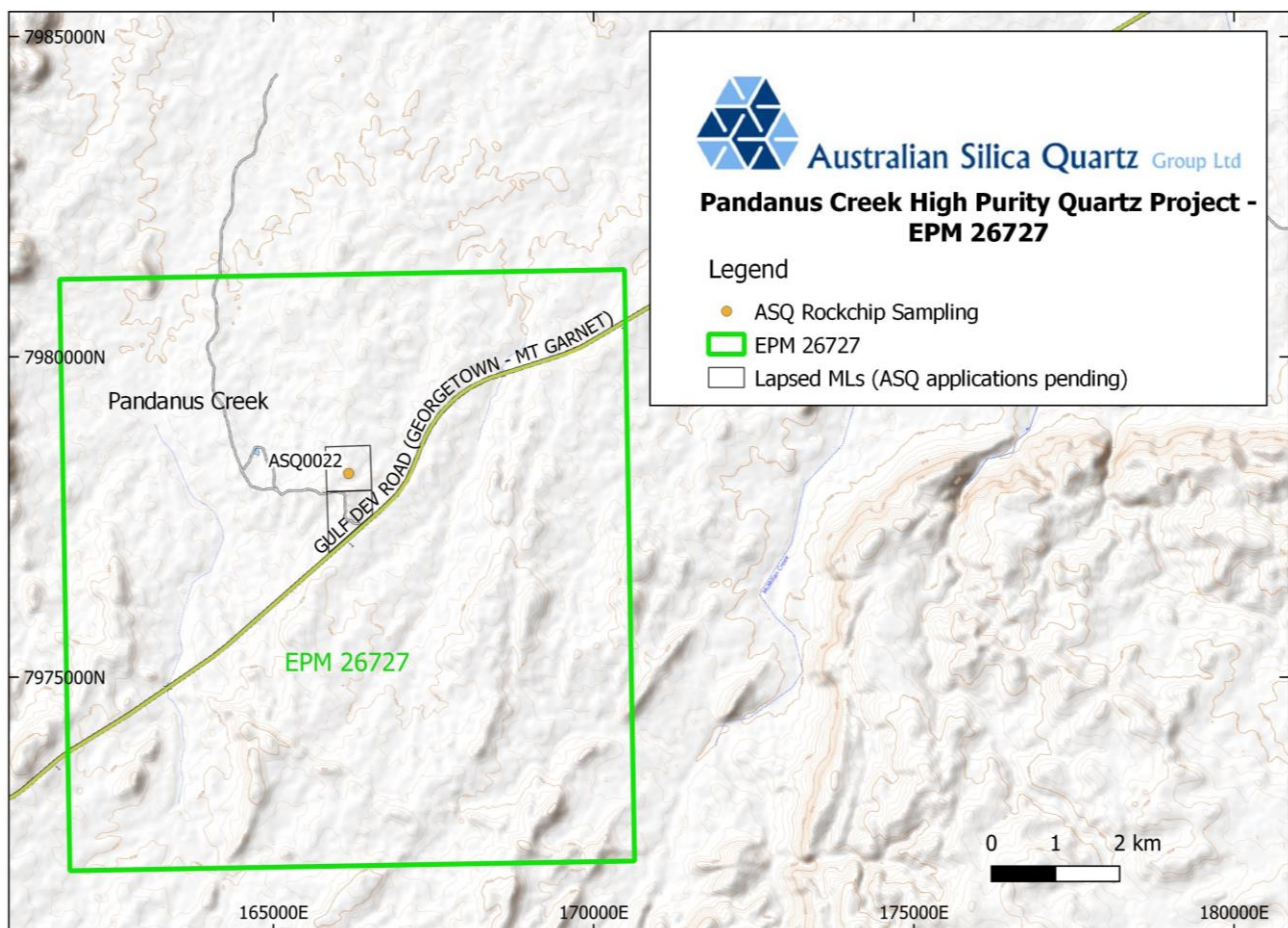 7985000N
Australian Silica Quartz Group Ltd
Pandanus Creek High Purity Quartz Project -
EPM 26727
Legend
ASQ Rockchip Sampling
EPM 26727
Lapsed MLs (ASQ applications pending)
7980000N
GULF DEV ROAD (GEORGETOWN - MT GARNET)
Pandanus Creek
ASQ0022
McMillan Creek
EPM 26727
7975000N
0 1 2 km
165000E 170000E 175000E 180000E